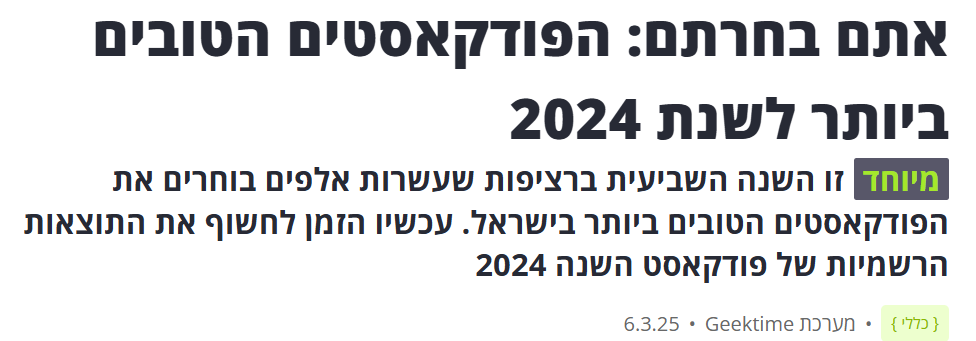 אתם בחרתם: הפודקאסטים הטובים
ביותר לשנת 2024
מיוחד זו השנה השביעית ברציפות שעשרות אלפים בוחרים את
הפודקאסטים הטובים ביותר בישראל. עכשיו הזמן לחשוף את התוצאות
הרשמיות של פודקאסט השנה 2024
{ כללי } • מערכת Geektime • 6.3.25